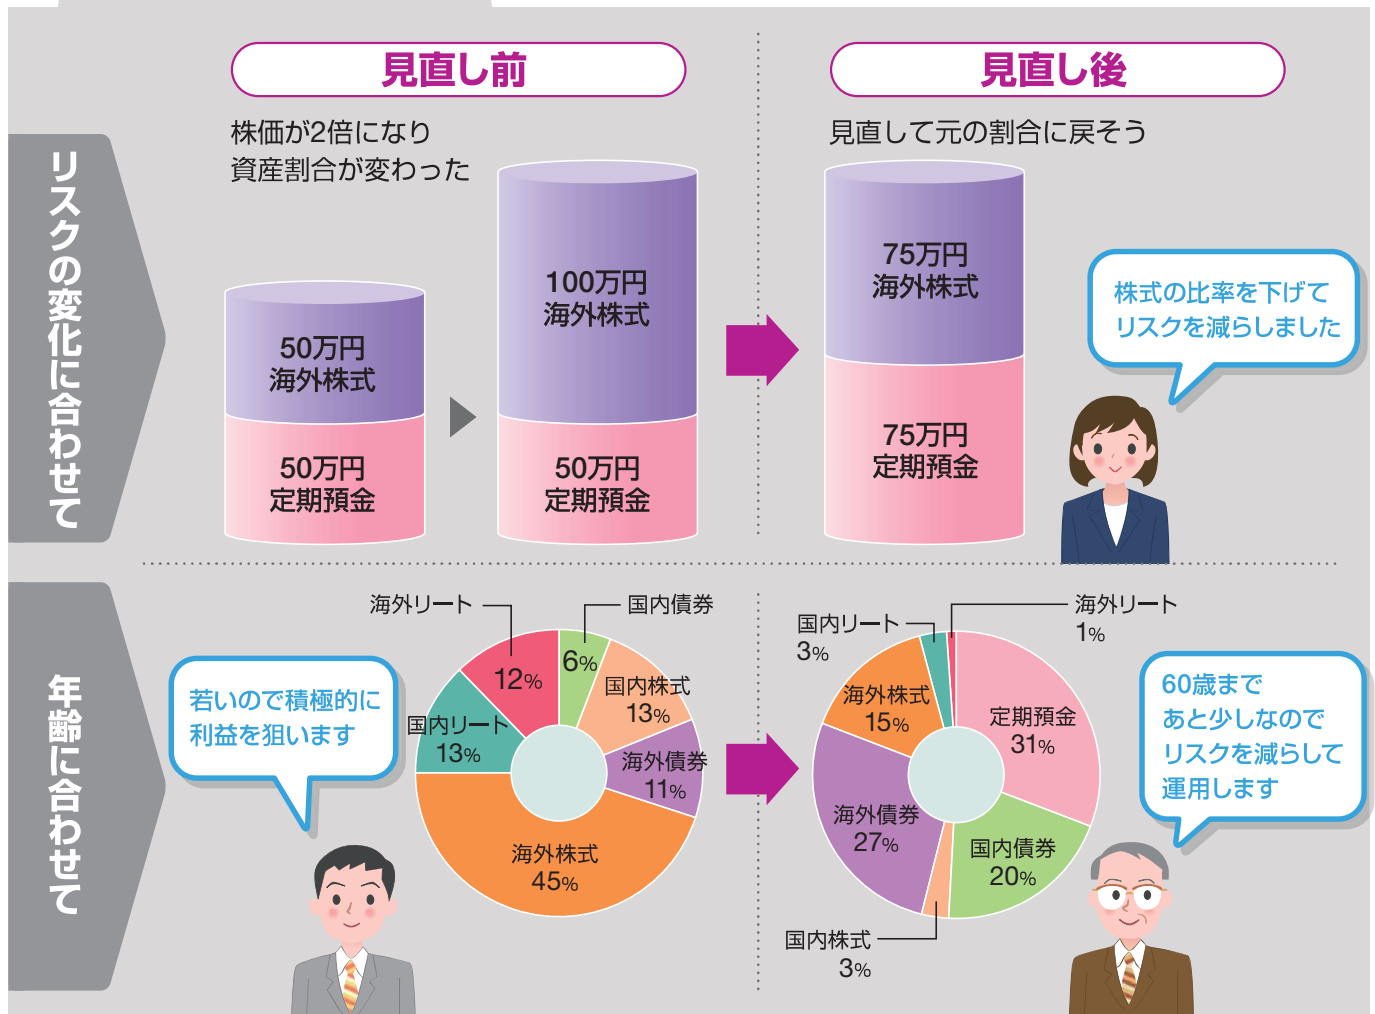 見直し前
見直し後
リスクの変化に合わせて
株価が2倍になり
資産割合が変わった
50万円
海外株式
50万円
定期預金
100万円
海外株式
50万円
定期預金
見直して元の割合に戻そう
75万円
海外株式
75万円
定期預金
株式の比率を下げて
リスクを減らしました
年齢に合わせて
若いので積極的に
利益を狙います
海外リート
12%
国内債券
6%
国内株式
13%
国内リート
13%
海外債券
11%
海外株式
45%
海外リート
1%
国内リート
3%
海外株式
15%
定期預金
31%
海外債券
27%
国内債券
20%
国内株式
3%
60歳まで
あと少しなので
リスクを減らして
運用します